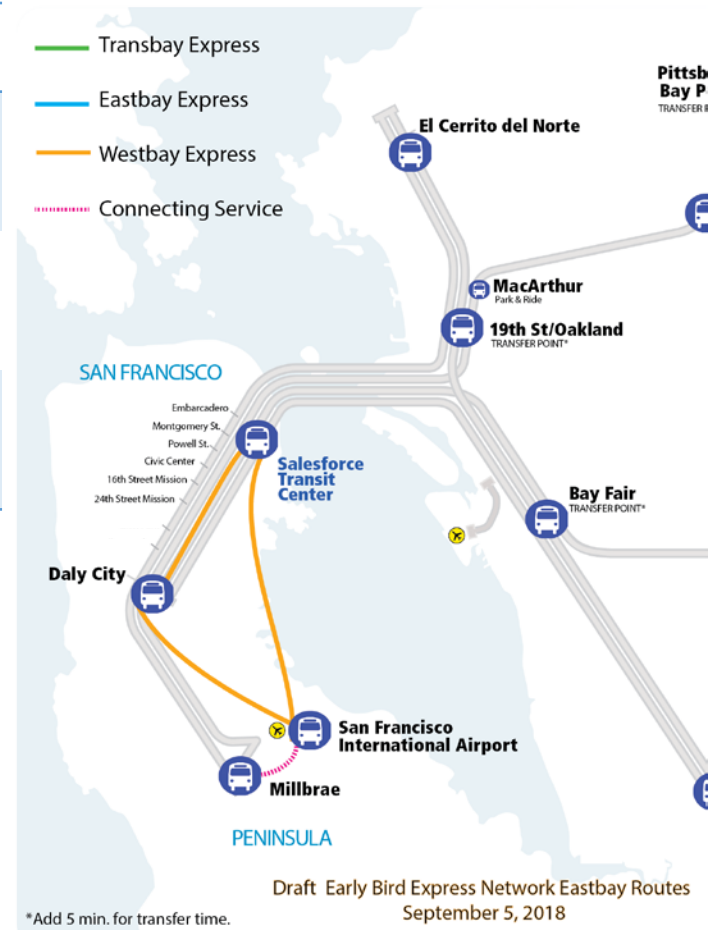 Transbay Express
Eastbay Express
Westbay Express
Connecting Service
El Cerrito del Norte
MacArthur
Park & Ride
19th St/Oakland
TRANSFER POINT*
SAN FRANCISCO
Embarcadero
Montgomery St.
Powell St.
Civic Center
16th Street Mission
24th Street Mission
Salesforce
Transit
Center
Bay Fair
TRANSFER POINT*
Daly City
San Francisco
International Airport
Millbrae
PENINSULA
Draft Early Bird Express Network Eastbay Routes
September 5, 2018
*Add 5 min. for transfer time.
Bay
TRANSFER